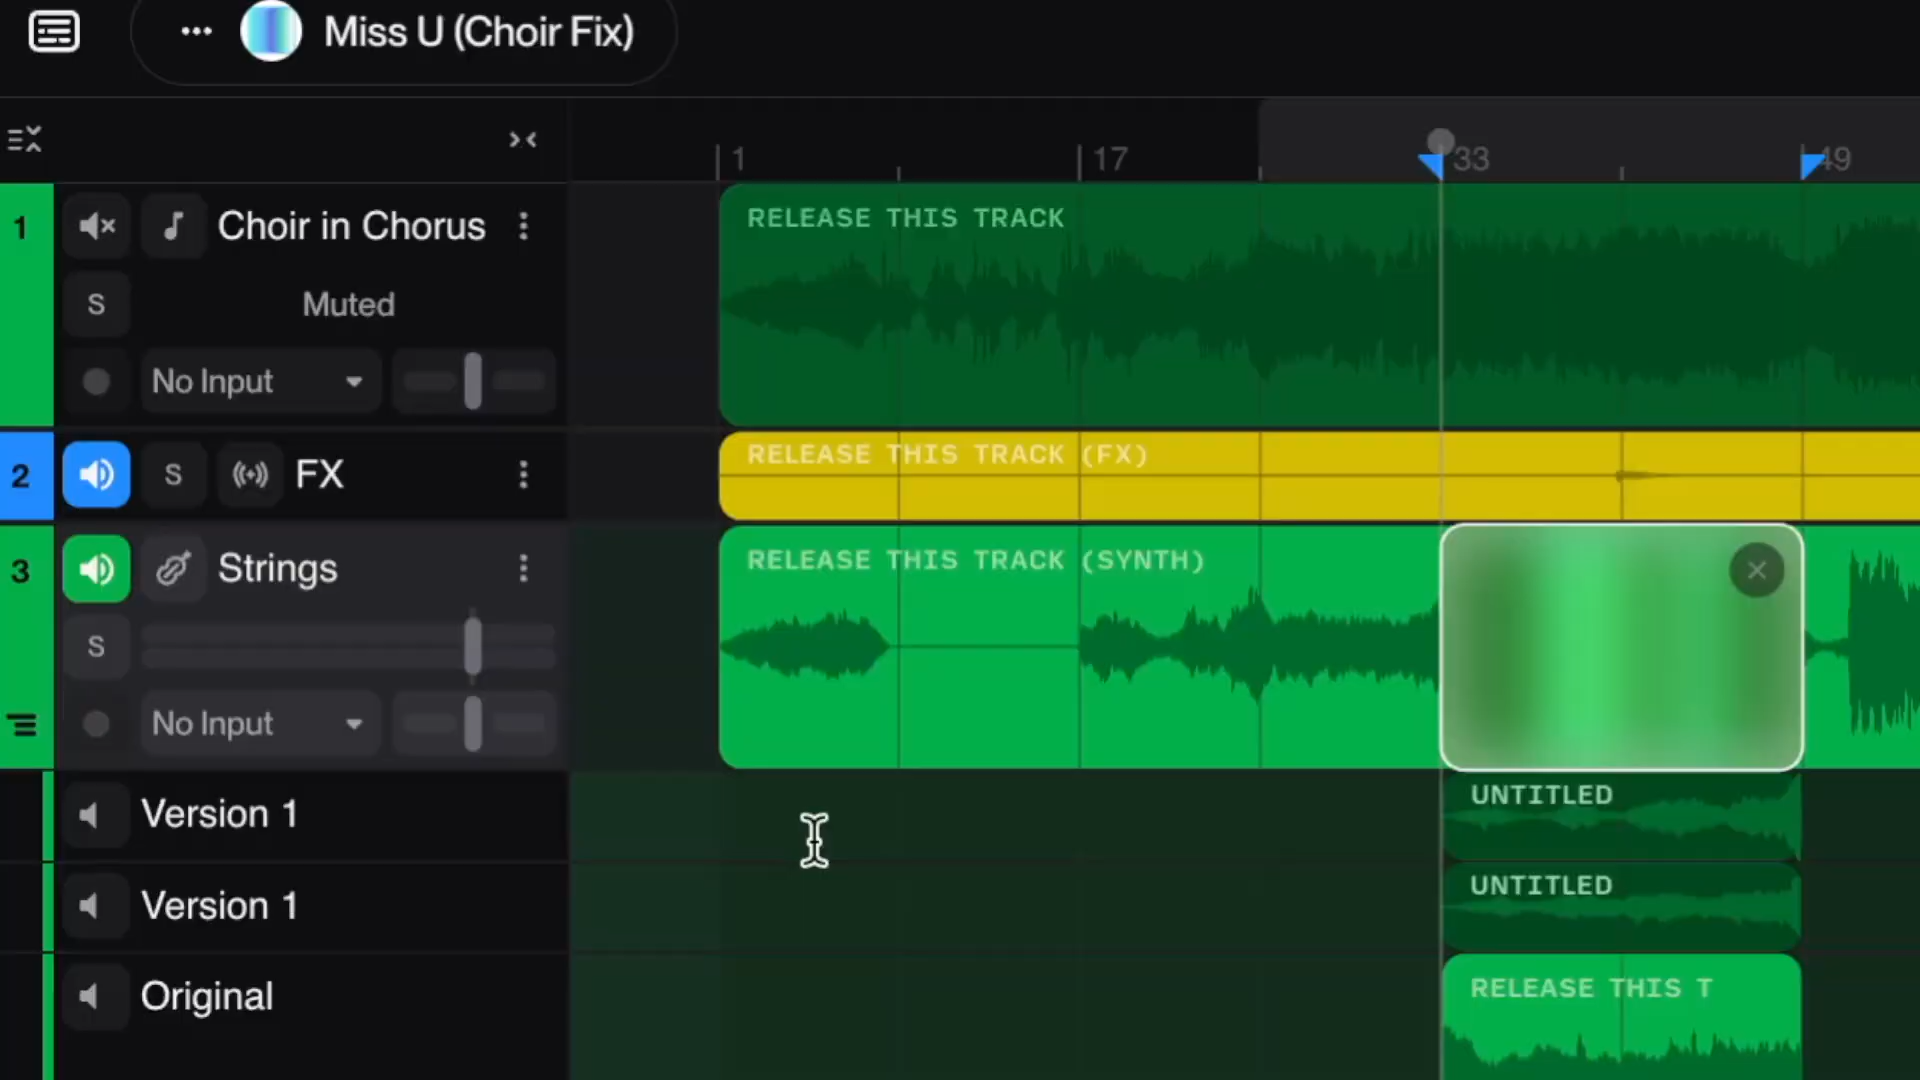 Miss U (Choir Fix)
1 17 33 49
1 Choir in Chorus
S Muted
No Input
RELEASE THIS TRACK
2 S FX
RELEASE THIS TRACK (FX)
3 Strings
S
No Input
RELEASE THIS TRACK (SYNTH)
Version 1
UNTITLED
Version 1
UNTITLED
Original
RELEASE THIS T